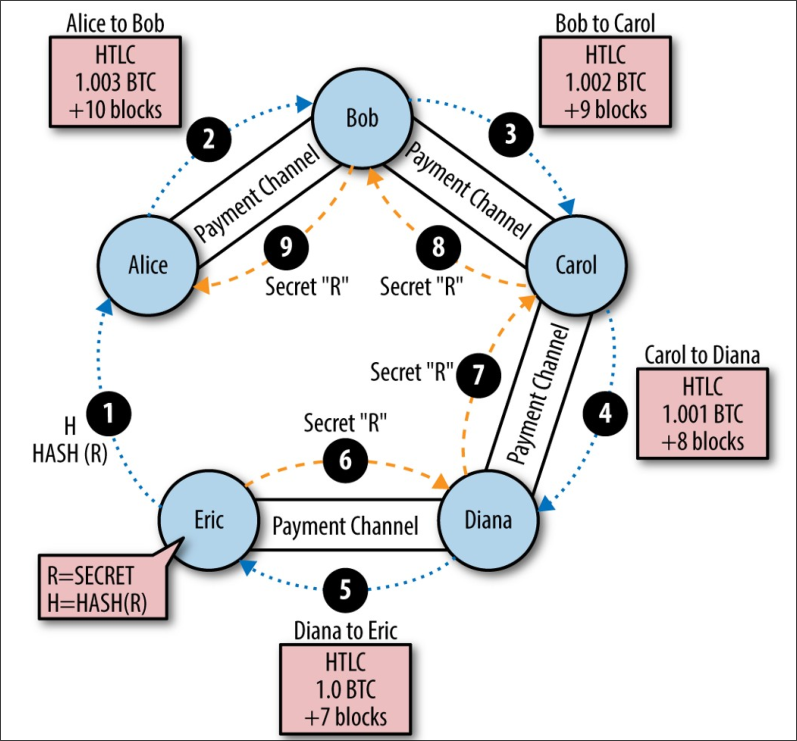 Alice to Bob
HTLC
1.003 BTC
+10 blocks
Bob to Carol
HTLC
1.002 BTC
+9 blocks
2
Bob
3
Payment Channel
Payment Channel
Alice
9
Secret "R"
8
Secret "R"
Carol
1
H
HASH (R)
Secret "R"
7
Payment Channel
4
Carol to Diana
HTLC
1.001 BTC
+8 blocks
Secret "R"
6
Eric
Payment Channel
Diana
R=SECRET
H=HASH(R)
5
Diana to Eric
HTLC
1.0 BTC
+7 blocks